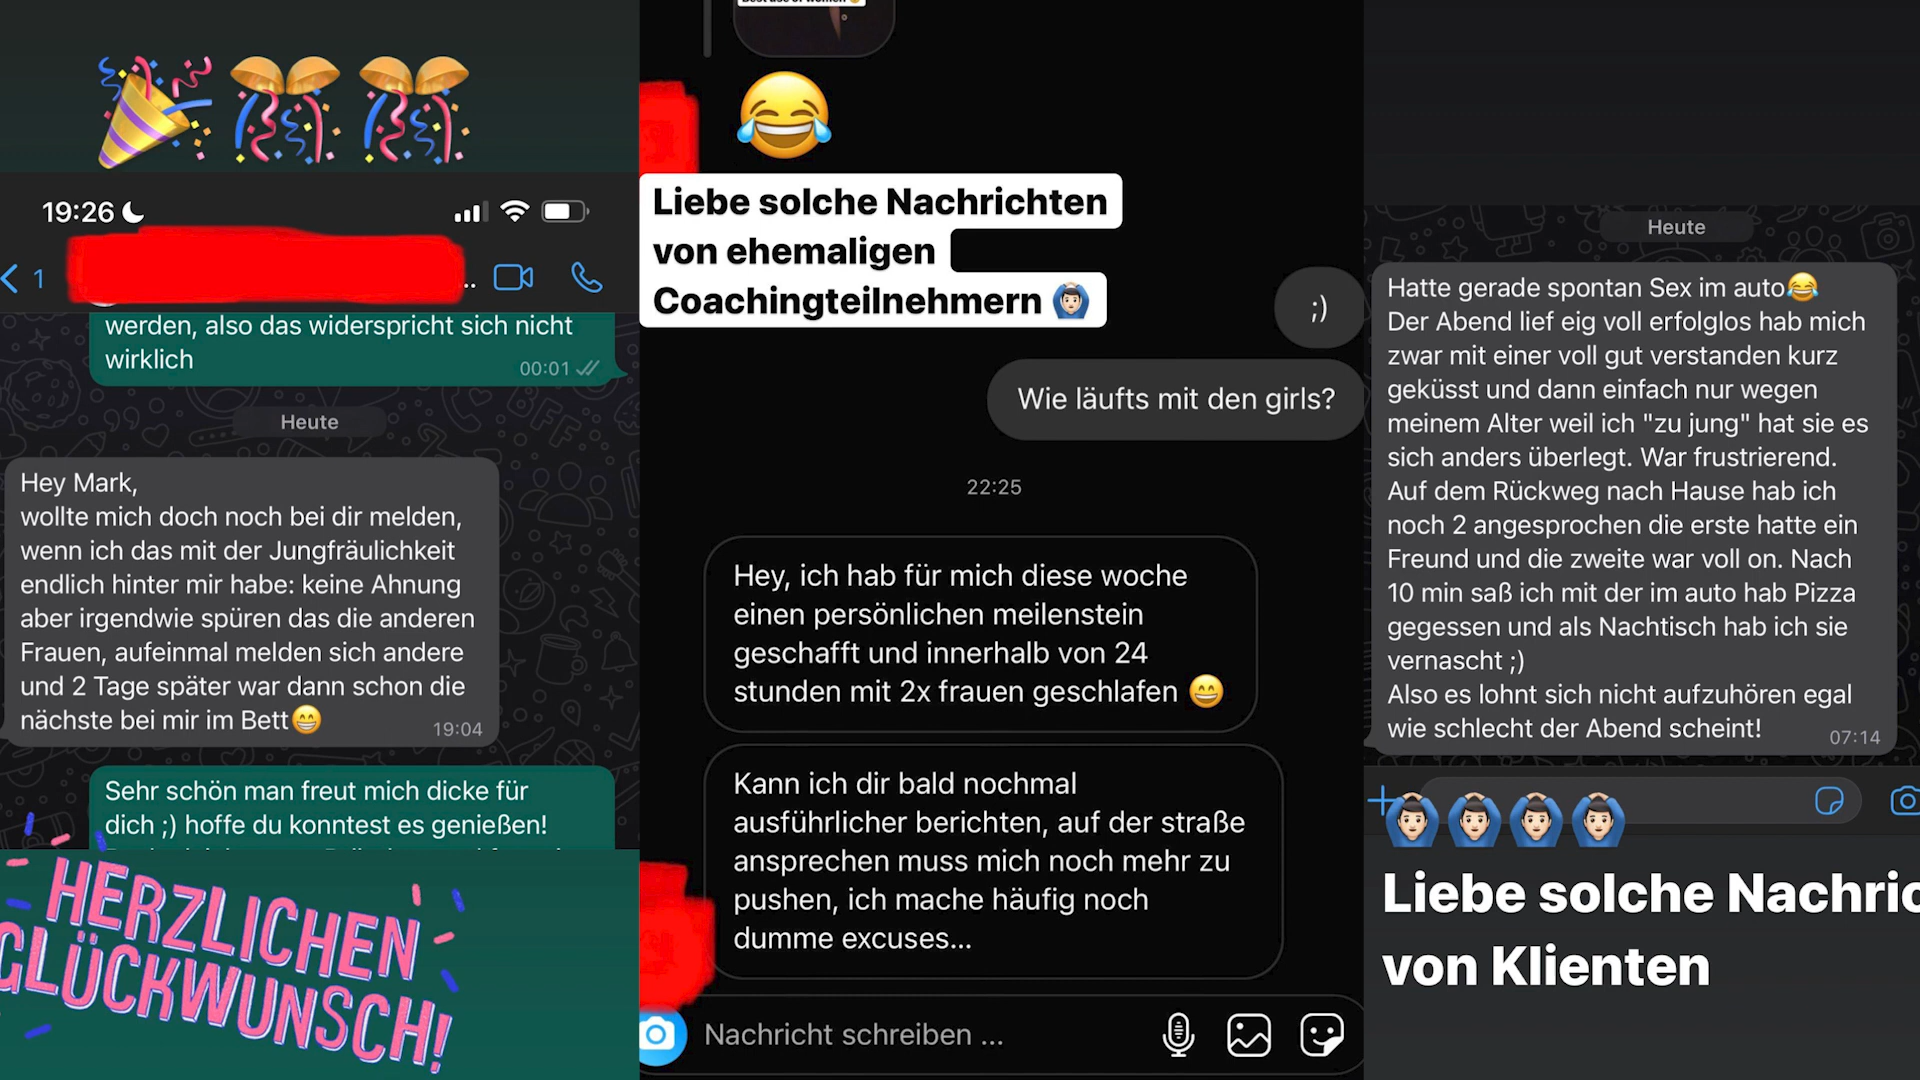 19:26
1
..
werden, also das widerspricht sich nicht
wirklich
00:01
Heute
Hey Mark,
wollte mich doch noch bei dir melden,
wenn ich das mit der Jungfräulichkeit
endlich hinter mir habe: keine Ahnung
aber irgendwie spüren das die anderen
Frauen, aufeinmal melden sich andere
und 2 Tage später war dann schon die
nächste bei mir im Bett😁
19:04
Sehr schön man freut mich dicke für
dich ;) hoffe du konntest es genießen!
HERZLICHEN
GLÜCKWUNSCH!
😂
Liebe solche Nachrichten
von ehemaligen
Coachingteilnehmern 🙆🏻‍♂️
;)
Wie läufts mit den girls?
22:25
Hey, ich hab für mich diese woche
einen persönlichen meilenstein
geschafft und innerhalb von 24
stunden mit 2x frauen geschlafen 😄
Kann ich dir bald nochmal
ausführlicher berichten, auf der straße
ansprechen muss mich noch mehr zu
pushen, ich mache häufig noch
dumme excuses...
Nachricht schreiben ...
Heute
Hatte gerade spontan Sex im auto😂
Der Abend lief eig voll erfolglos hab mich
zwar mit einer voll gut verstanden kurz
geküsst und dann einfach nur wegen
meinem Alter weil ich "zu jung" hat sie es
sich anders überlegt. War frustrierend.
Auf dem Rückweg nach Hause hab ich
noch 2 angesprochen die erste hatte ein
Freund und die zweite war voll on. Nach
10 min saß ich mit der im auto hab Pizza
gegessen und als Nachtisch hab ich sie
vernascht ;)
Also es lohnt sich nicht aufzuhören egal
wie schlecht der Abend scheint!
07:14
Liebe solche Nachric
von Klienten